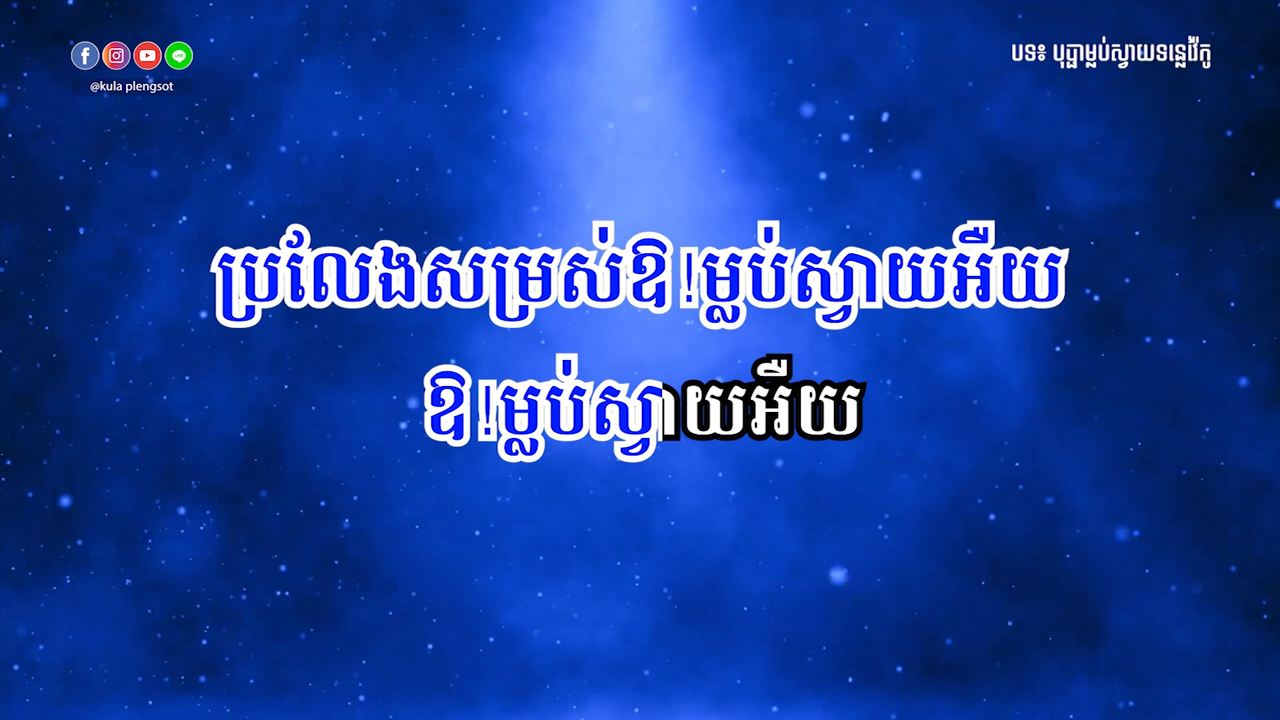 @kula plengsot
បទ៖ បុប្ផាម្លប់ស្វាយទន្លេវ៉ៃកូ
ប្រលែងសម្រស់ឱ!ម្លប់ស្វាយអឺយ
ឱ!ម្លប់ស្វាយអឺយ